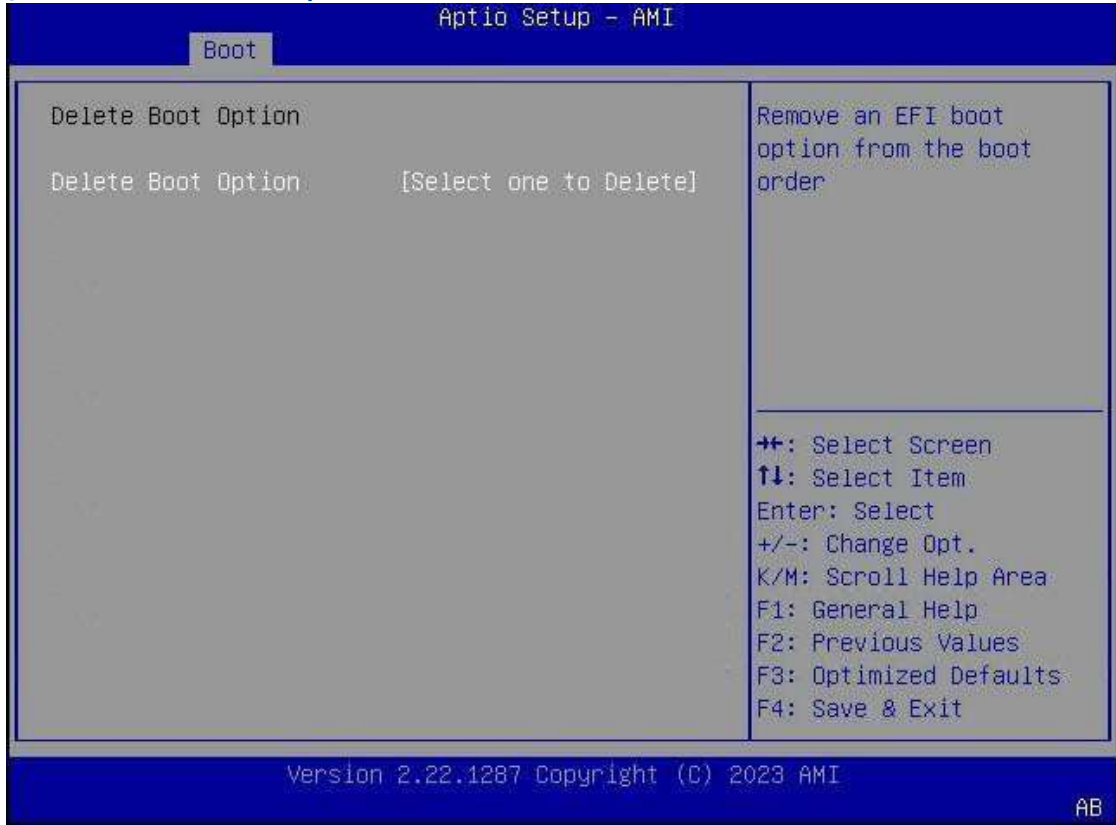 Aptio Setup – AMI
Boot
Delete Boot Option
Delete Boot Option [Select one to Delete]
Remove an EFI boot
option from the boot
order
→←: Select Screen
↑↓: Select Item
Enter: Select
+/-: Change Opt.
K/M: Scroll Help Area
F1: General Help
F2: Previous Values
F3: Optimized Defaults
F4: Save & Exit
Version 2.22.1287 Copyright (C) 2023 AMI
AB